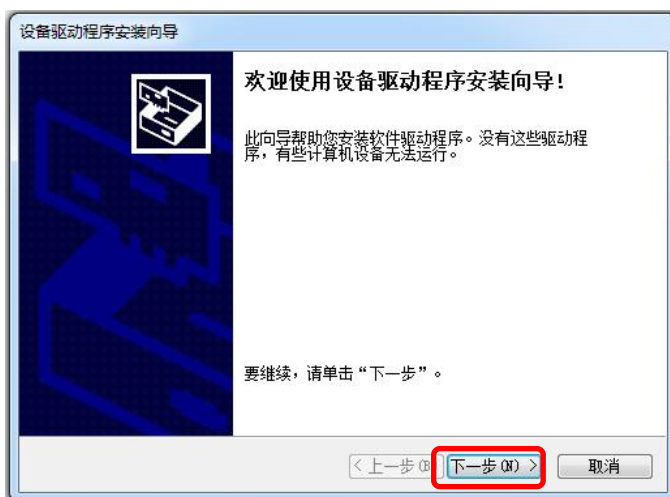 设备驱动程序安装向导
欢迎使用设备驱动程序安装向导!
此向导帮助您安装软件驱动程序。没有这些驱动程
序，有些计算机设备无法运行。
要继续，请单击“下一步”。
<上一步(B) 下一步(N) > 取消